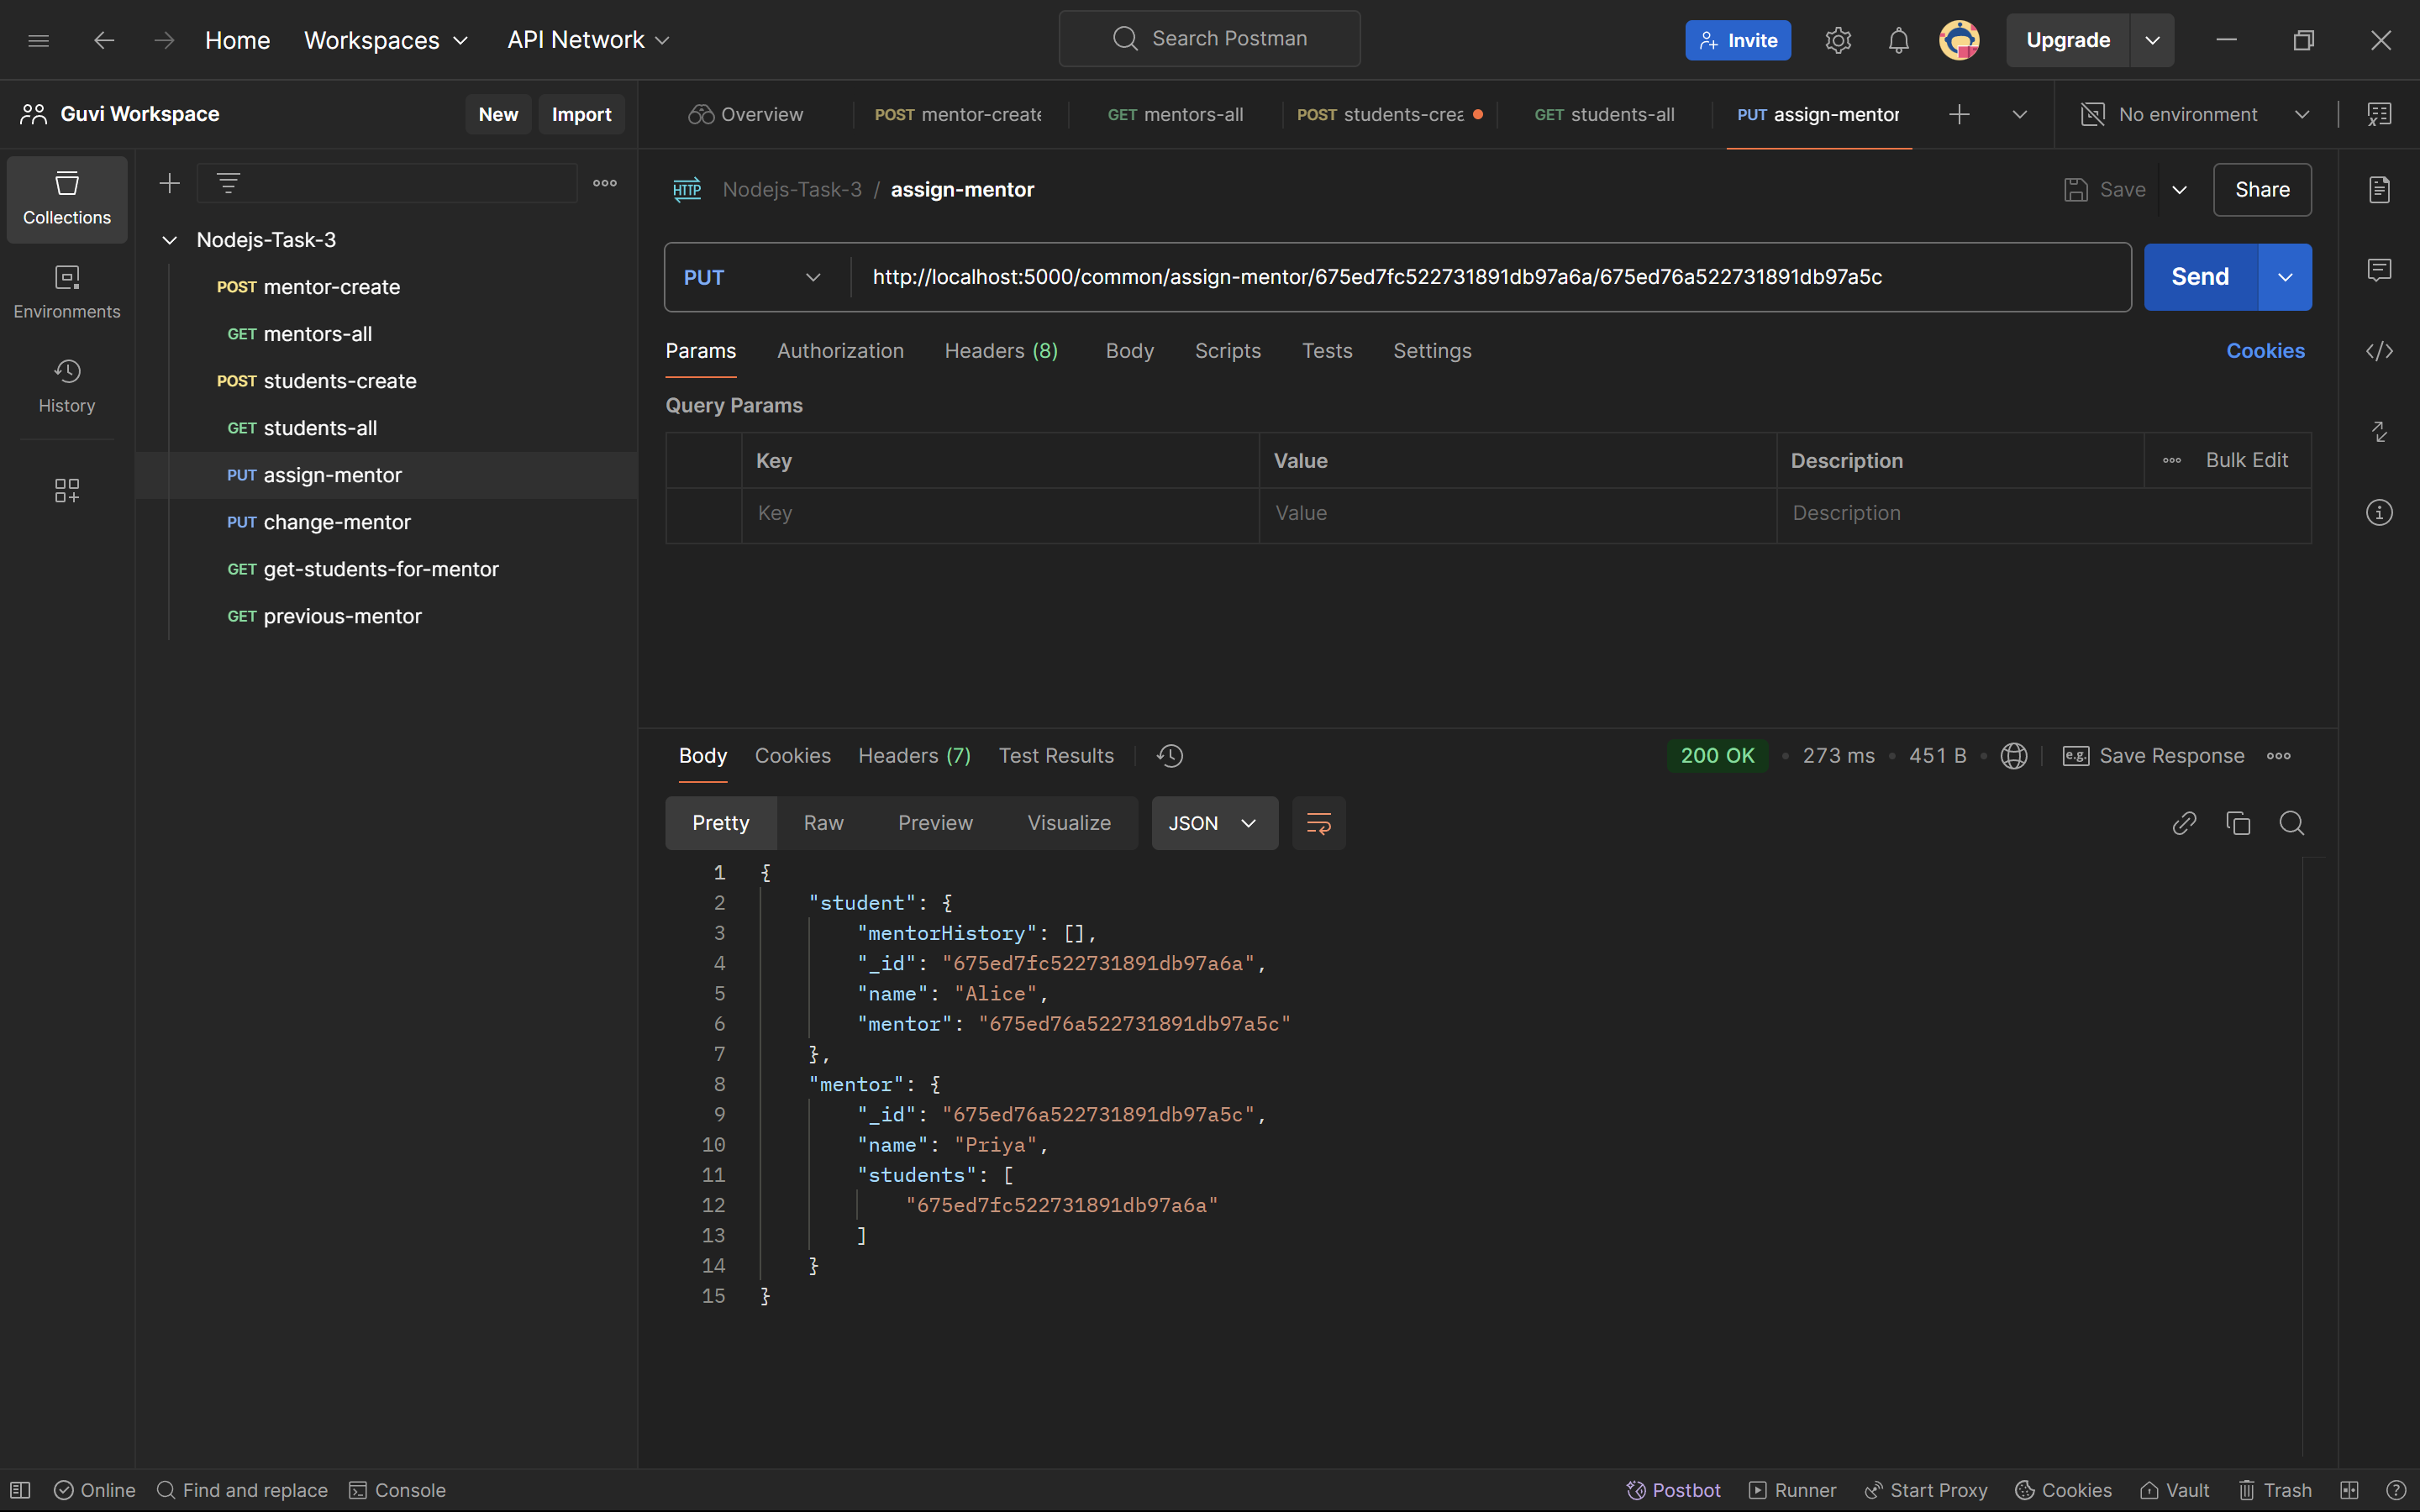 Home Workspaces API Network Search Postman Invite Upgrade
Guvi Workspace New Import
Overview POST mentor-create GET mentors-all POST students-crea GET students-all PUT assign-mentor No environment
Collections
Environments
History
Nodejs-Task-3
POST mentor-create
GET mentors-all
POST students-create
GET students-all
PUT assign-mentor
PUT change-mentor
GET get-students-for-mentor
GET previous-mentor
HTTP Nodejs-Task-3 / assign-mentor Save Share
PUT http://localhost:5000/common/assign-mentor/675ed7fc522731891db97a6a/675ed76a522731891db97a5c Send
Params Authorization Headers (8) Body Scripts Tests Settings Cookies
Query Params
Key Value Description Bulk Edit
Key Value Description
Body Cookies Headers (7) Test Results 200 OK • 273 ms • 451 B • e.g. Save Response
Pretty Raw Preview Visualize JSON
1 {
2 "student": {
3 "mentorHistory": [],
4 "_id": "675ed7fc522731891db97a6a",
5 "name": "Alice",
6 "mentor": "675ed76a522731891db97a5c"
7 },
8 "mentor": {
9 "_id": "675ed76a522731891db97a5c",
10 "name": "Priya",
11 "students": [
12 "675ed7fc522731891db97a6a"
13 ]
14 }
15 }
Online Find and replace Console Postbot Runner Start Proxy Cookies Vault Trash